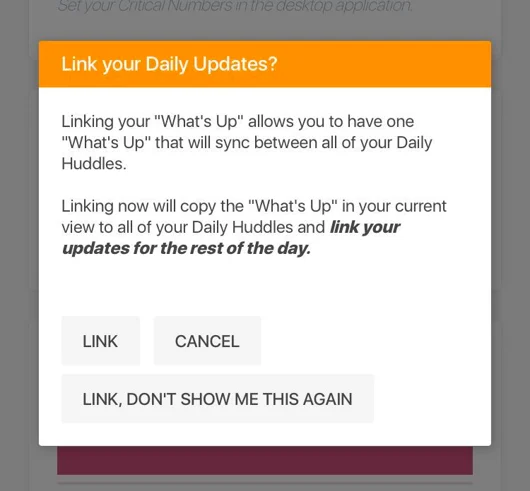 Set your Critical Numbers in the desktop application.
Link your Daily Updates?
Linking your "What's Up" allows you to have one
"What's Up" that will sync between all of your Daily
Huddles.
Linking now will copy the "What's Up" in your current
view to all of your Daily Huddles and link your
updates for the rest of the day.
LINK
CANCEL
LINK, DON'T SHOW ME THIS AGAIN